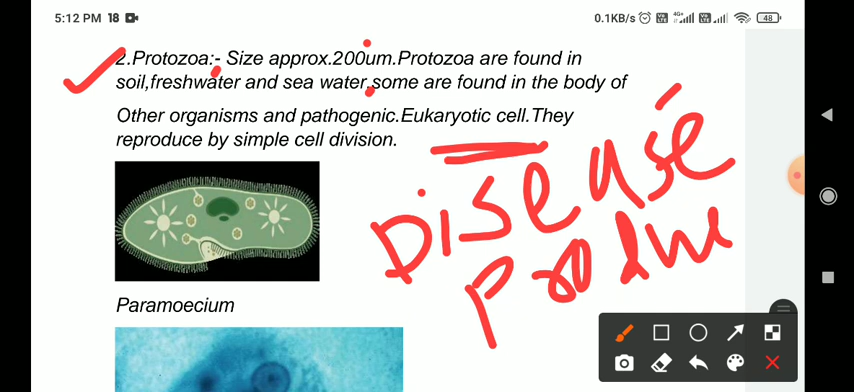 5:12 PM 18 0.1KB/s 4G+ 48
2.Protozoa:- Size approx.200um.Protozoa are found in
soil,freshwater and sea water.some are found in the body of
Other organisms and pathogenic.Eukaryotic cell.They
reproduce by simple cell division.
Disease
Paramoecium